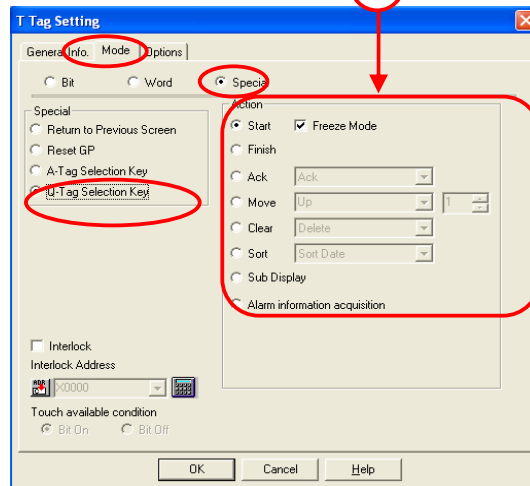 T Tag Setting
General Info. Mode Options
Bit Word Special
Special
Return to Previous Screen
Reset GP
A-Tag Selection Key
Q-Tag Selection Key
Action
Start Freeze Mode
Finish
Ack Ack
Move Up 1
Clear Delete
Sort Sort Date
Sub Display
Alarm information acquisition
Interlock
Interlock Address
X0000
Touch available condition
Bit On Bit Off
OK Cancel Help